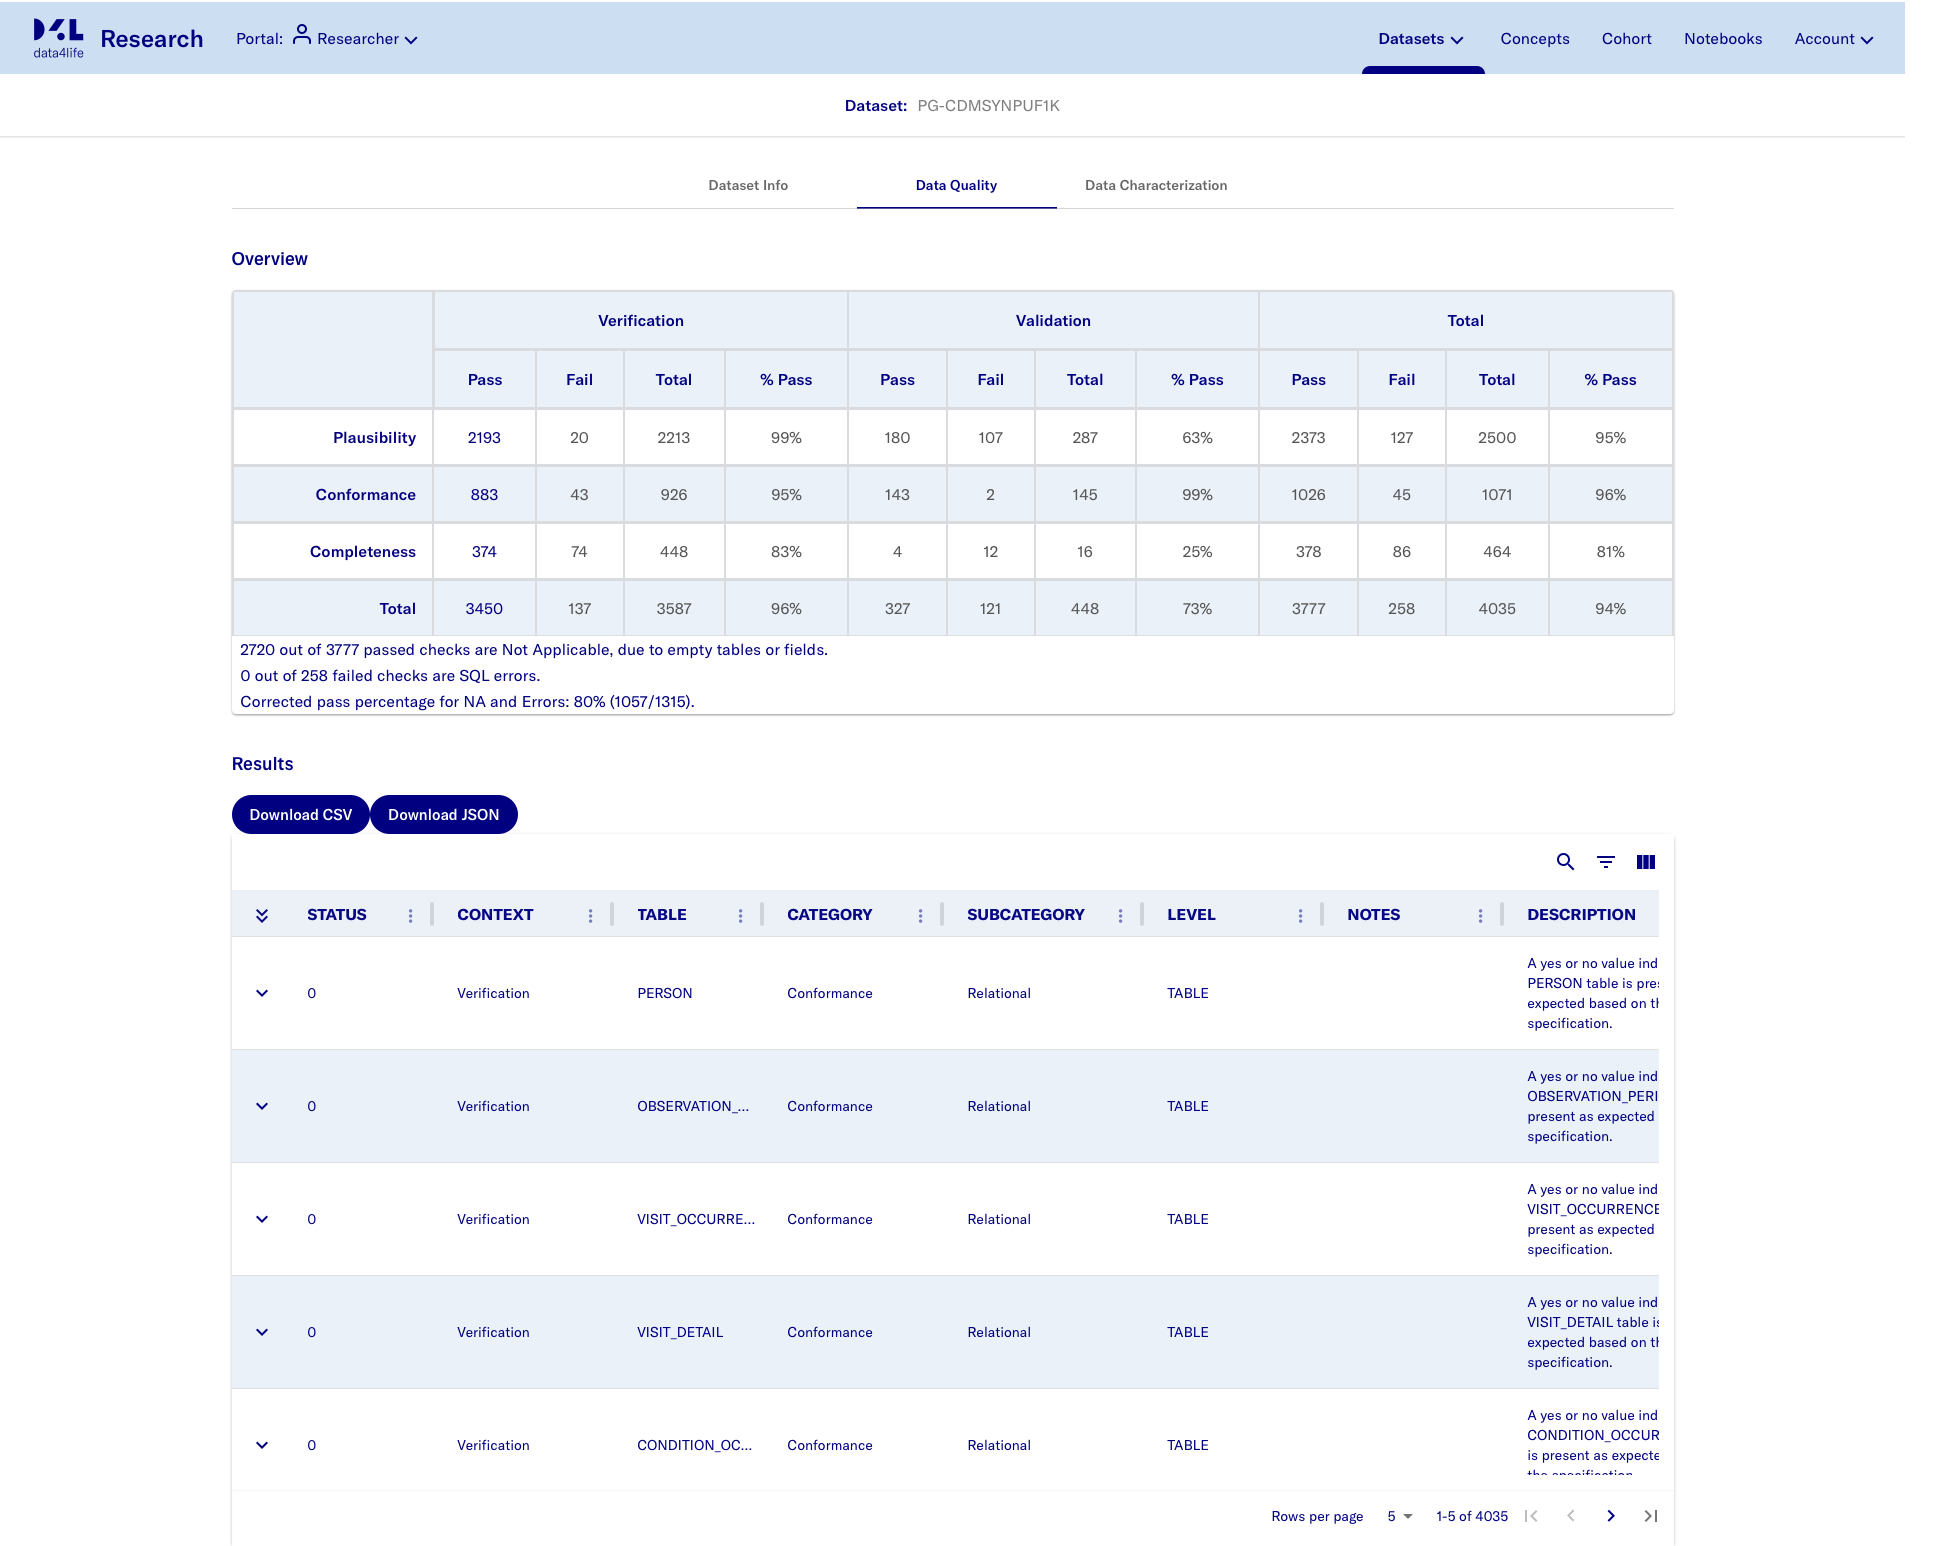 data4life
Research
Portal: Researcher
Datasets Concepts Cohort Notebooks Account
Dataset: PG-CDMSYNPUF1K
Dataset Info Data Quality Data Characterization
Overview
Verification Validation Total
Pass Fail Total % Pass Pass Fail Total % Pass Pass Fail Total % Pass
Plausibility 2193 20 2213 99% 180 107 287 63% 2373 127 2500 95%
Conformance 883 43 926 95% 143 2 145 99% 1026 45 1071 96%
Completeness 374 74 448 83% 4 12 16 25% 378 86 464 81%
Total 3450 137 3587 96% 327 121 448 73% 3777 258 4035 94%
2720 out of 3777 passed checks are Not Applicable, due to empty tables or fields.
0 out of 258 failed checks are SQL errors.
Corrected pass percentage for NA and Errors: 80% (1057/1315).
Results
Download CSV Download JSON
STATUS CONTEXT TABLE CATEGORY SUBCATEGORY LEVEL NOTES DESCRIPTION
0 Verification PERSON Conformance Relational TABLE
A yes or no value ind
PERSON table is pres
expected based on th
specification.
0 Verification OBSERVATION_... Conformance Relational TABLE
A yes or no value ind
OBSERVATION_PERI
present as expected
specification.
0 Verification VISIT_OCCURRE... Conformance Relational TABLE
A yes or no value ind
VISIT_OCCURRENCE
present as expected
specification.
0 Verification VISIT_DETAIL Conformance Relational TABLE
A yes or no value ind
VISIT_DETAIL table is
expected based on th
specification.
0 Verification CONDITION_OC... Conformance Relational TABLE
A yes or no value ind
CONDITION_OCCUR
is present as expecte
the specification
Rows per page 5 1-5 of 4035